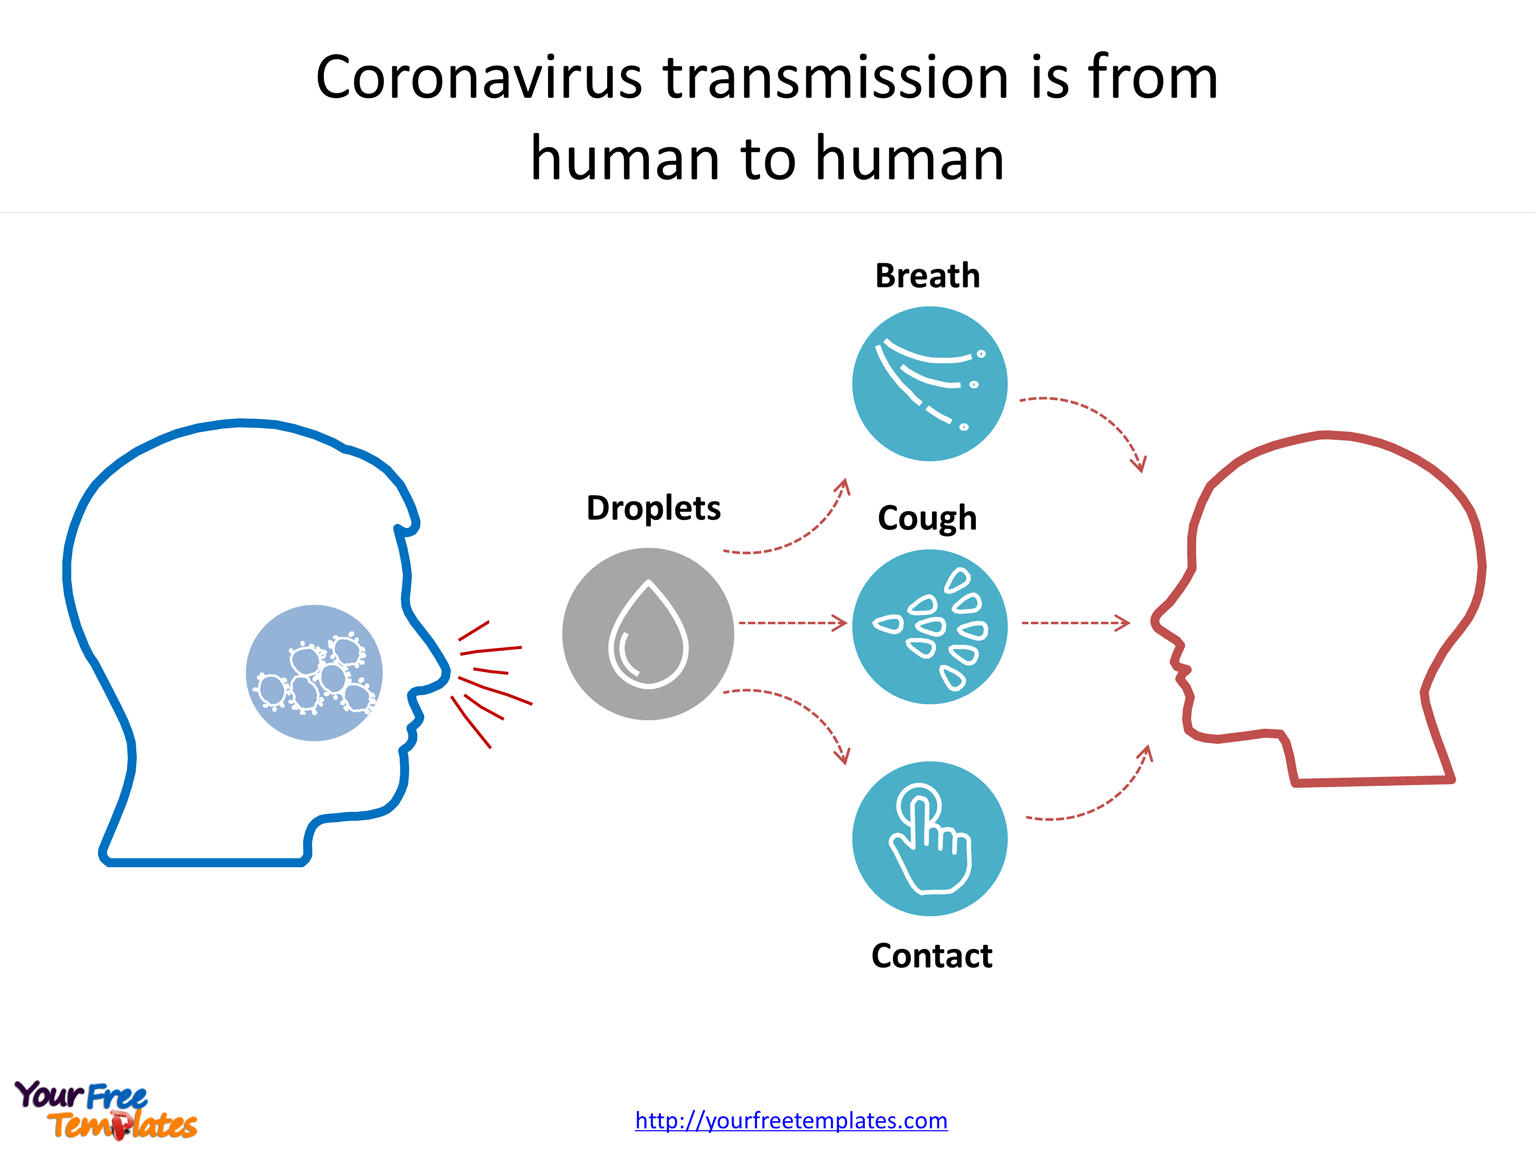 Coronavirus transmission is from
human to human
Breath
Droplets
Cough
Contact
Your Free
Templates
http://yourfreetemplates.com